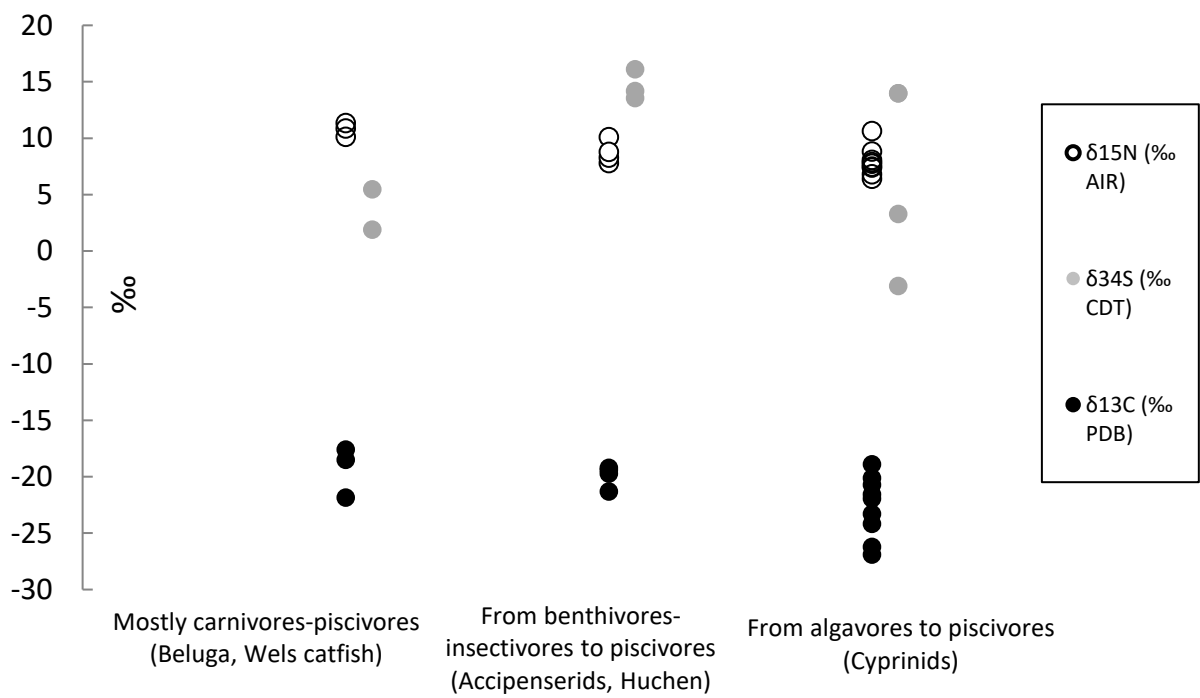 20
15
10
5
0
-5
-10
-15
-20
-25
-30
‰
Mostly carnivores-piscivores
(Beluga, Wels catfish)
From benthivores-
insectivores to piscivores
(Accipenserids, Huchen)
From algavores to piscivores
(Cyprinids)
δ15N (‰
AIR)
δ34S (‰
CDT)
δ13C (‰
PDB)